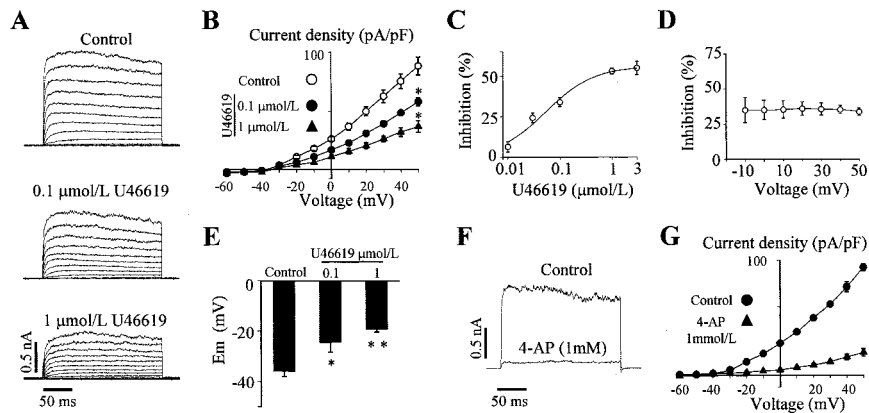 A
Control
0.1 μmol/L U46619
1 μmol/L U46619
0.5 nA
50 ms
B
Current density (pA/pF)
100
Control
U46619
0.1 μmol/L
1 μmol/L
*
*
-60 -40 -20 0 20 40
Voltage (mV)
C
Inhibition (%)
50
0
0.01 0.1 1 3
U46619 (μmol/L)
D
Inhibition (%)
75
50
25
0
-10 10 30 50
Voltage (mV)
E
U46619 μmol/L
Control 0.1 1
Em (mV)
0
-20
-40
*
* *
F
Control
4-AP (1mM)
0.5 nA
50 ms
G
Current density (pA/pF)
100
Control
4-AP
1mmol/L
-60 -40 -20 0 20 40
Voltage (mV)